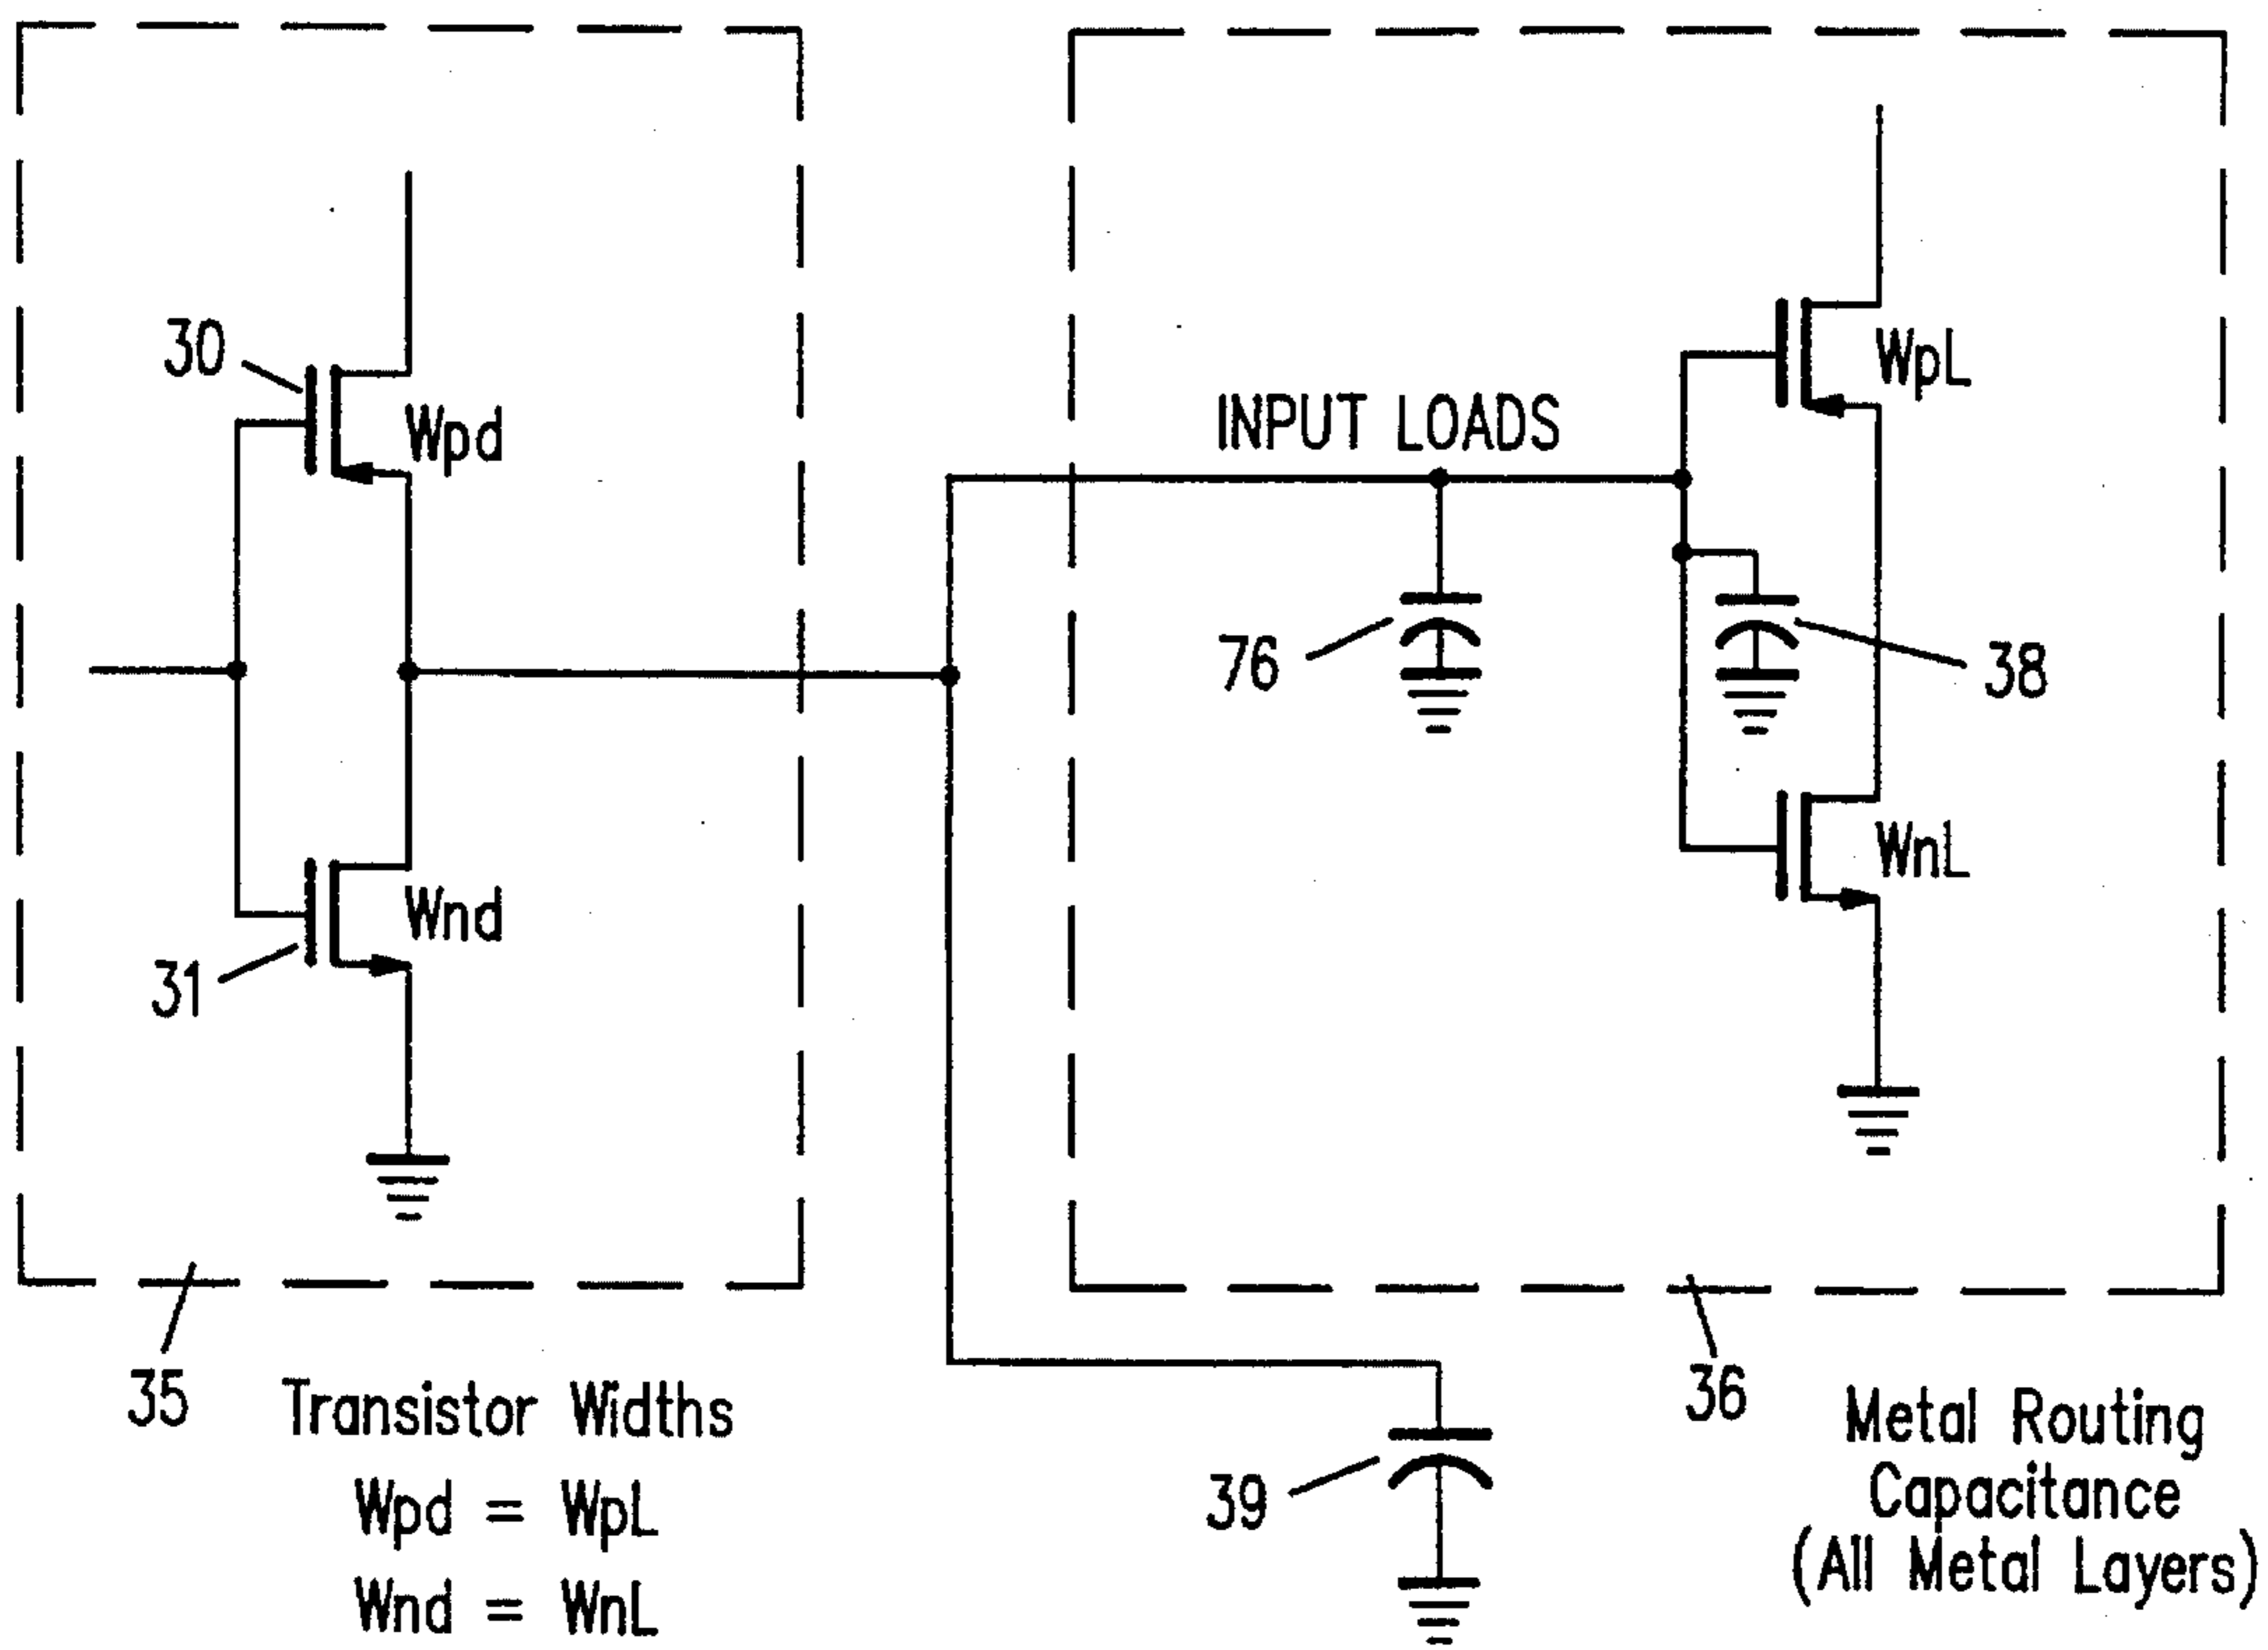 30
Wpd
INPUT LOADS
WpL
76
38
Wnd
WnL
31
35
36
Transistor Widths
Wpd = WpL
Wnd = WnL
39
Metal Routing
Capacitance
(All Metal Layers)